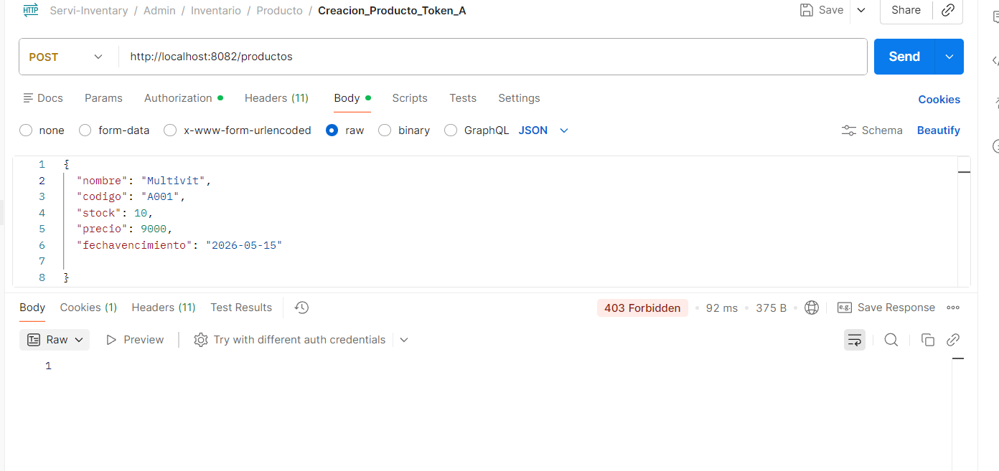 HTTP Servi-Inventary / Admin / Inventario / Producto / Creacion_Producto_Token_A Save Share
POST http://localhost:8082/productos Send
Docs Params Authorization Headers (11) Body Scripts Tests Settings Cookies
none form-data x-www-form-urlencoded raw binary GraphQL JSON Schema Beautify
1 {
2 "nombre": "Multivit",
3 "codigo": "A001",
4 "stock": 10,
5 "precio": 9000,
6 "fechavencimiento": "2026-05-15"
7
8 }
Body Cookies (1) Headers (11) Test Results 403 Forbidden • 92 ms • 375 B • e.g. Save Response
Raw Preview Try with different auth credentials
1